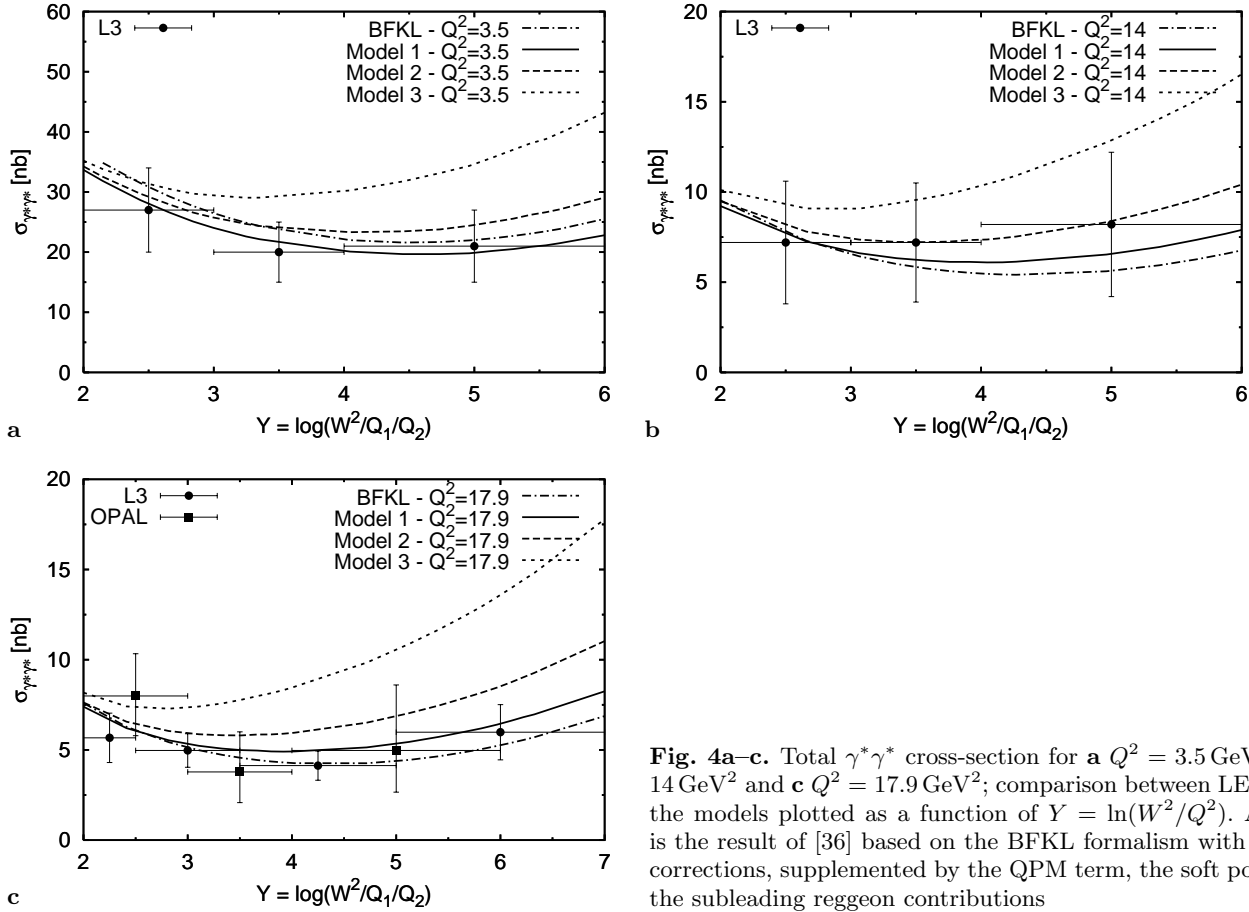 60
50
40
30
20
10
0
σγ*γ* [nb]
L3
BFKL - Q²=3.5
Model 1 - Q²=3.5
Model 2 - Q²=3.5
Model 3 - Q²=3.5
2 3 4 5 6
Y = log(W²/Q₁/Q₂)
a
20
15
10
5
0
σγ*γ* [nb]
L3
BFKL - Q²=14
Model 1 - Q²=14
Model 2 - Q²=14
Model 3 - Q²=14
2 3 4 5 6
Y = log(W²/Q₁/Q₂)
b
20
15
10
5
0
σγ*γ* [nb]
L3
OPAL
BFKL - Q²=17.9
Model 1 - Q²=17.9
Model 2 - Q²=17.9
Model 3 - Q²=17.9
2 3 4 5 6 7
Y = log(W²/Q₁/Q₂)
c
Fig. 4a–c. Total γ*γ* cross-section for a Q² = 3.5 GeV
14 GeV² and c Q² = 17.9 GeV²; comparison between LE
the models plotted as a function of Y = ln(W²/Q²).
is the result of [36] based on the BFKL formalism with
corrections, supplemented by the QPM term, the soft po
the subleading reggeon contributions